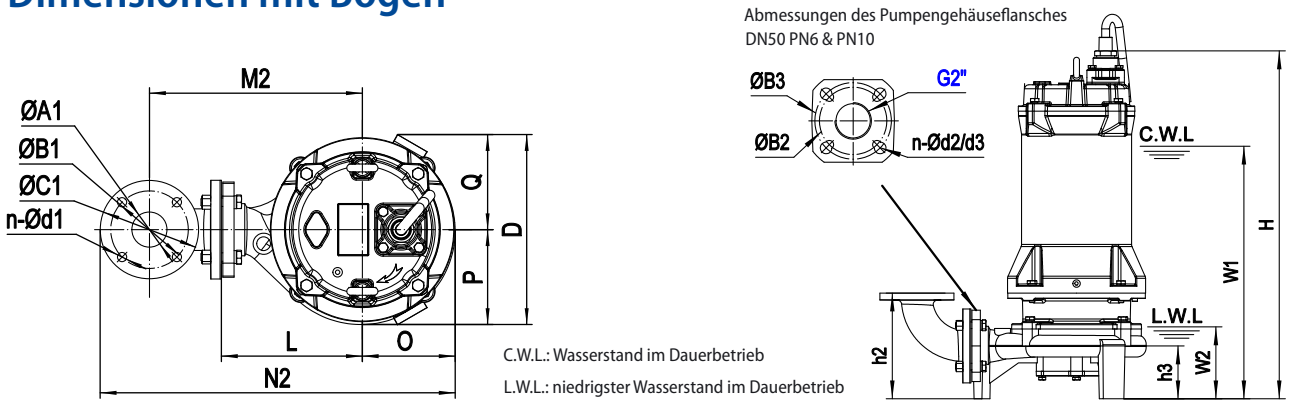 Dimensionen mit Bogen
Abmessungen des Pumpengehäuseflansches
DN50 PN6 & PN10
M2
ØA1
ØB1
ØC1
n-Ød1
Q
D
P
L
O
N2
ØB3
G2"
ØB2
n-Ød2/d3
C.W.L
H
W1
L.W.L
h2
h3
W2
C.W.L.: Wasserstand im Dauerbetrieb
L.W.L.: niedrigster Wasserstand im Dauerbetrieb